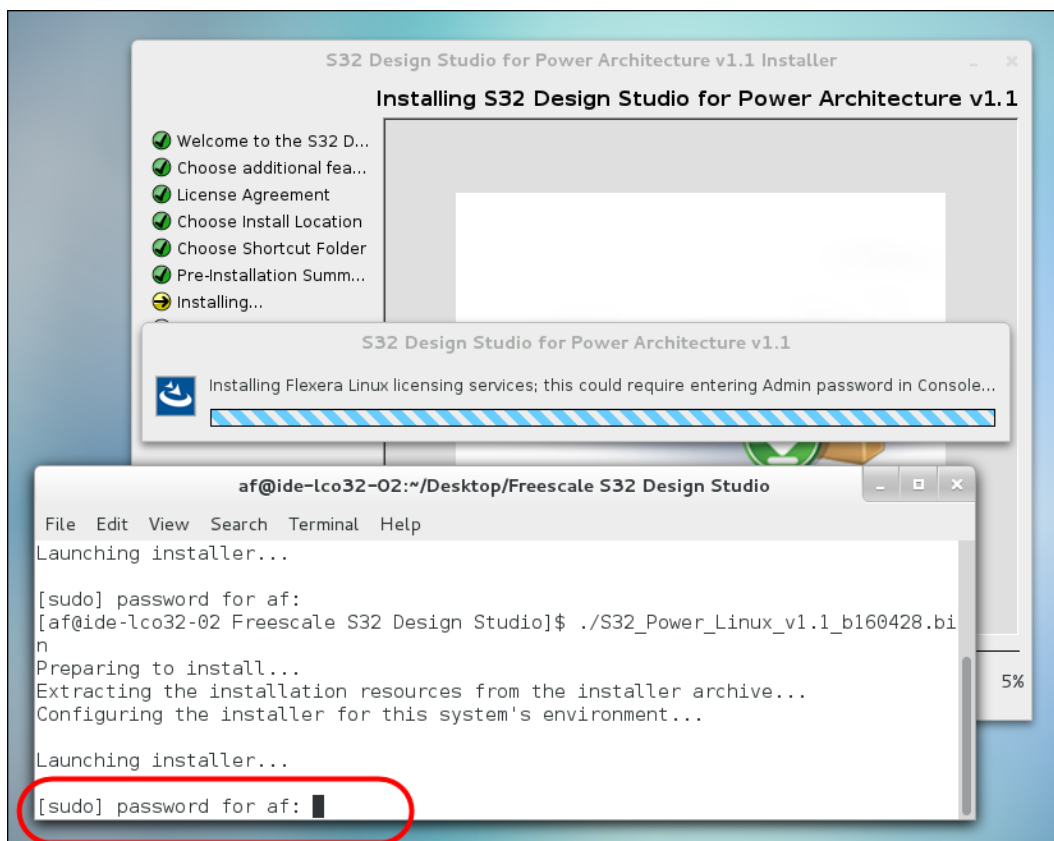 S32 Design Studio for Power Architecture v1.1 Installer
Installing S32 Design Studio for Power Architecture v1.1
Welcome to the S32 D...
Choose additional fea...
License Agreement
Choose Install Location
Choose Shortcut Folder
Pre-Installation Summ...
Installing...
S32 Design Studio for Power Architecture v1.1
Installing Flexera Linux licensing services; this could require entering Admin password in Console...
5%
af@ide-lco32-02:~/Desktop/Freescale S32 Design Studio
File Edit View Search Terminal Help
Launching installer...
[sudo] password for af:
[af@ide-lco32-02 Freescale S32 Design Studio]$ ./S32_Power_Linux_v1.1_b160428.bi
n
Preparing to install...
Extracting the installation resources from the installer archive...
Configuring the installer for this system's environment...
Launching installer...
[sudo] password for af: